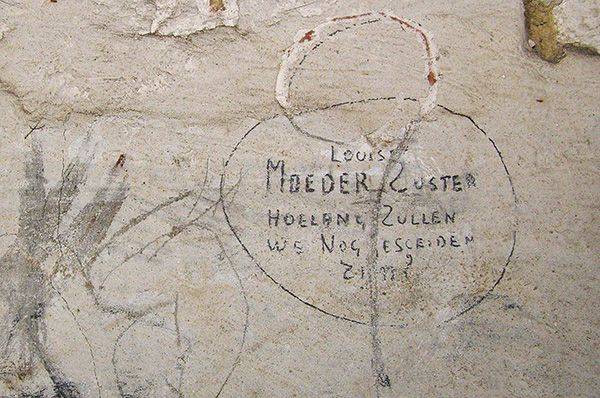 LOUISE
MOEDER ZUSTER
HOELANG ZULLEN
WE NOG GESCEIDEN
ZIJN?